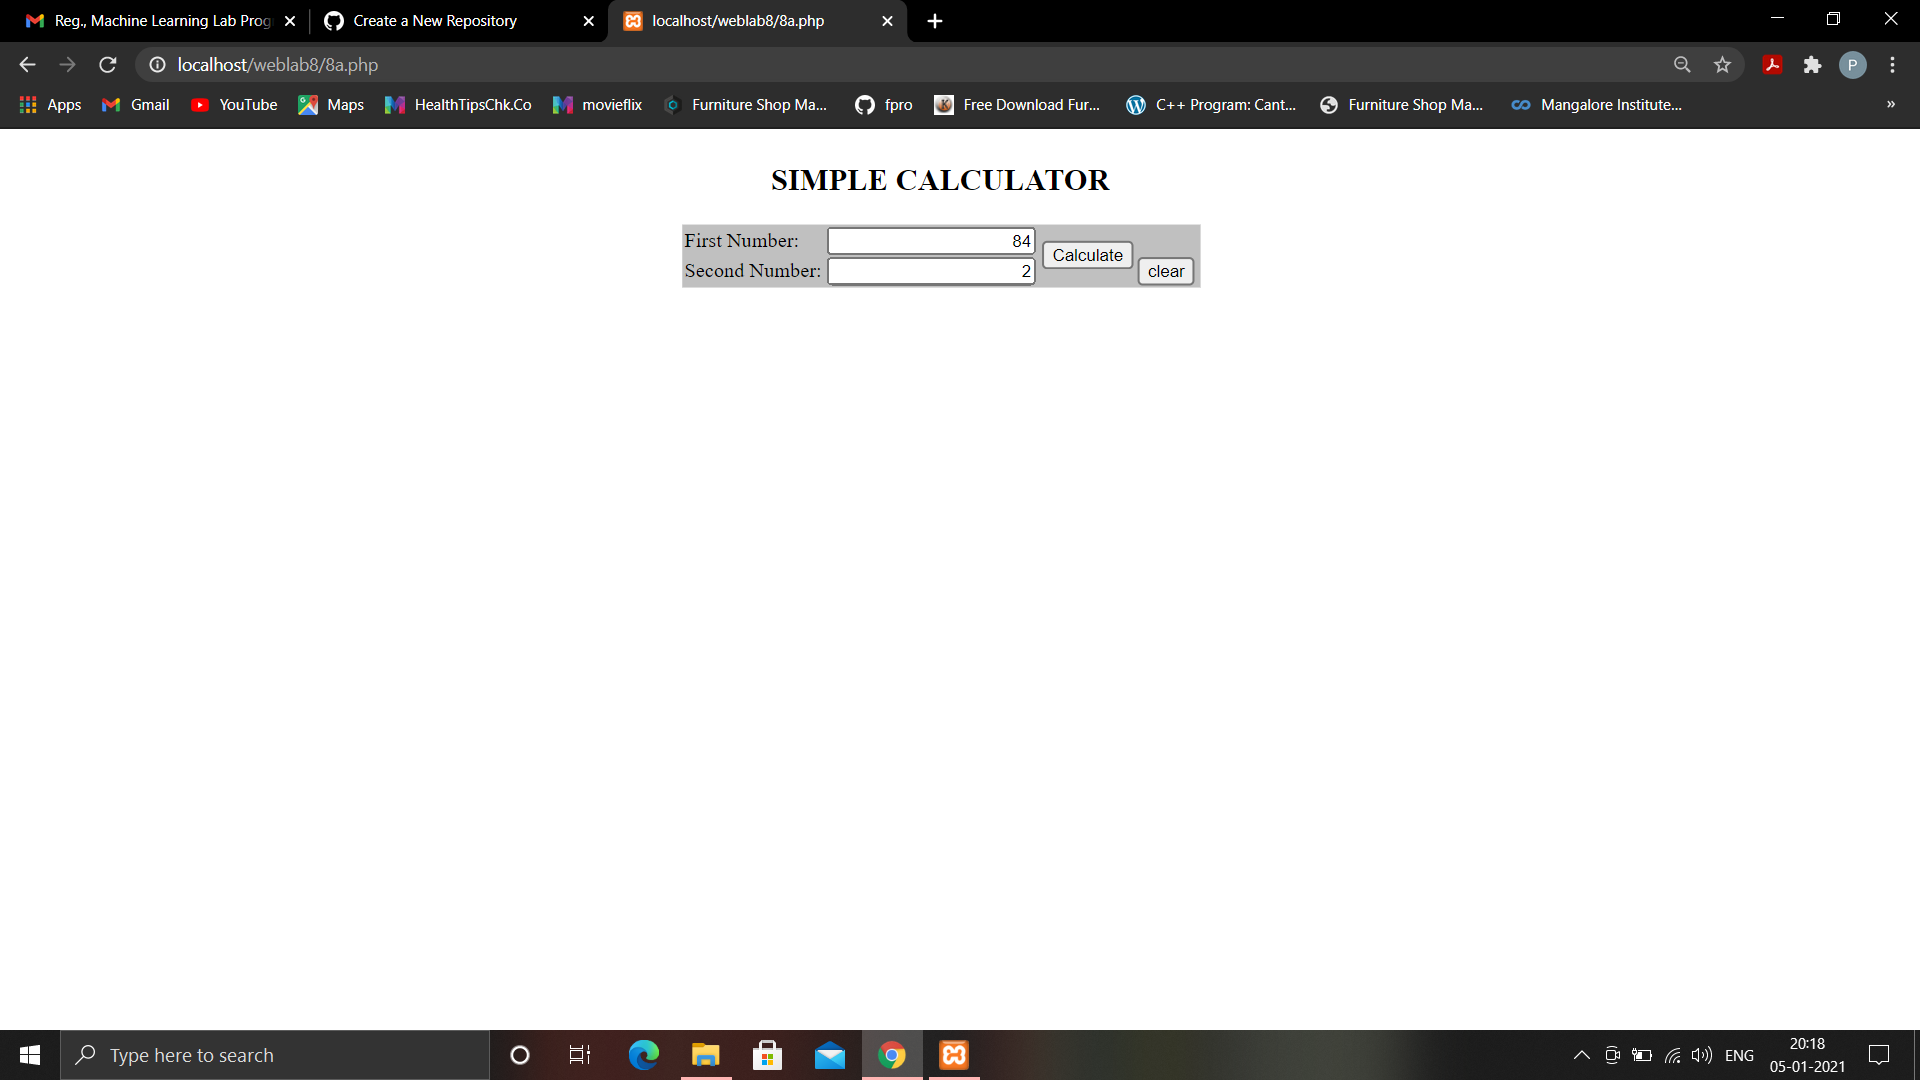 Reg., Machine Learning Lab Prog
Create a New Repository
localhost/weblab8/8a.php
localhost/weblab8/8a.php
P
Apps
Gmail
YouTube
Maps
HealthTipsChk.Co
movieflix
Furniture Shop Ma...
fpro
Free Download Fur...
C++ Program: Cant...
Furniture Shop Ma...
Mangalore Institute...
»
SIMPLE CALCULATOR
First Number: 84
Calculate
Second Number: 2
clear
Type here to search
ENG
20:18
05-01-2021